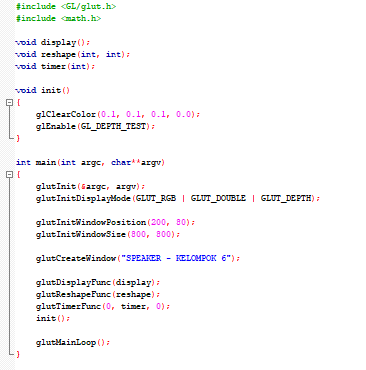 #include <GL/glut.h>
#include <math.h>
void display();
void reshape(int, int);
void timer(int);
void init()
{
glClearColor(0.1, 0.1, 0.1, 0.0);
glEnable(GL_DEPTH_TEST);
}
int main(int argc, char**argv)
{
glutInit(&argc, argv);
glutInitDisplayMode(GLUT_RGB | GLUT_DOUBLE | GLUT_DEPTH);
glutInitWindowPosition(200, 80);
glutInitWindowSize(800, 800);
glutCreateWindow("SPEAKER - KELOMPOK 6");
glutDisplayFunc(display);
glutReshapeFunc(reshape);
glutTimerFunc(0, timer, 0);
init();
glutMainLoop();
}